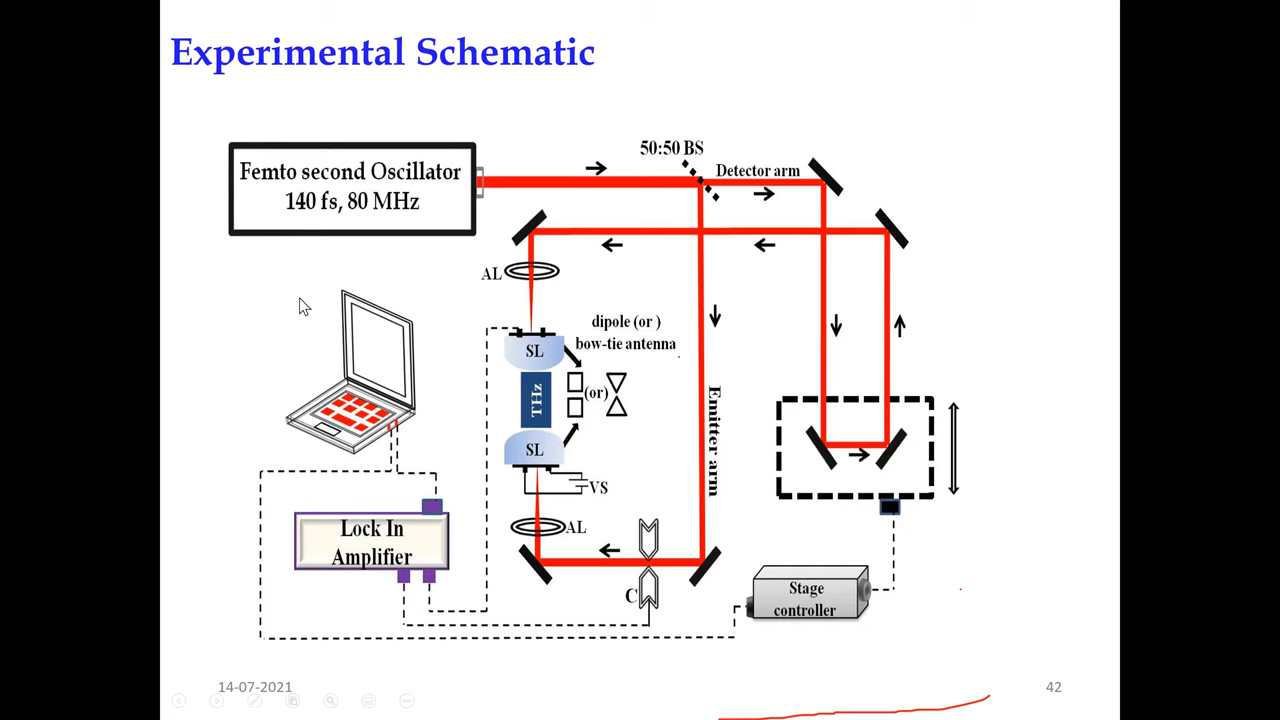 Experimental Schematic
Femto second Oscillator
140 fs, 80 MHz
50:50 BS
Detector arm
AL
dipole (or )
bow-tie antenna
SL
THz
(or)
Emitter arm
SL
VS
AL
Lock In
Amplifier
C
Stage
controller
14-07-2021
42